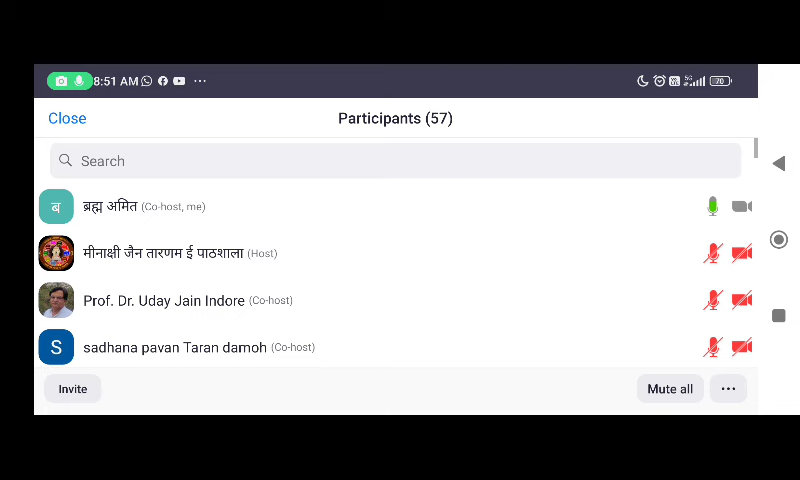 8:51 AM
70
Close
Participants (57)
Search
ब
ब्रह्म अमित (Co-host, me)
मीनाक्षी जैन तारणम ई पाठशाला (Host)
Prof. Dr. Uday Jain Indore (Co-host)
S
sadhana pavan Taran damoh (Co-host)
Invite
Mute all